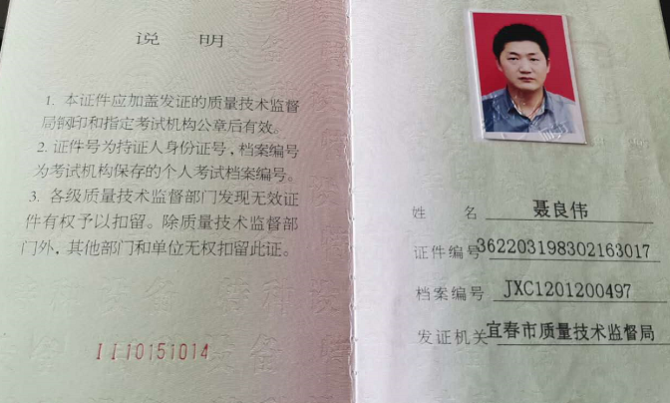 说 明
1. 本证件应加盖发证的质量技术监督
局钢印和指定考试机构公章后有效。
2. 证件号为持证人身份证号，档案编号
为考试机构保存的个人考试档案编号。
3. 各级质量技术监督部门发现无效证
件有权予以扣留。除质量技术监督部
门外，其他部门和单位无权扣留此证。
1110151014
姓 名 聂良伟
证件编号 362203198302163017
档案编号 JXC1201200497
发证机关 宜春市质量技术监督局